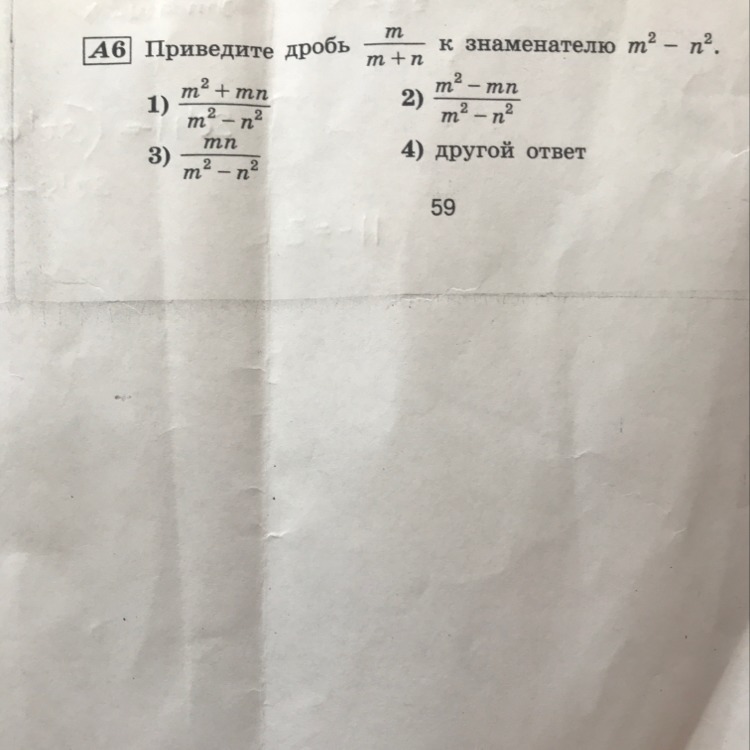 A6 Приведите дробь m/(m + n) к знаменателю m² − n².
1) (m² + mn)/(m² − n²) 2) (m² − mn)/(m² − n²)
3) mn/(m² − n²) 4) другой ответ
59